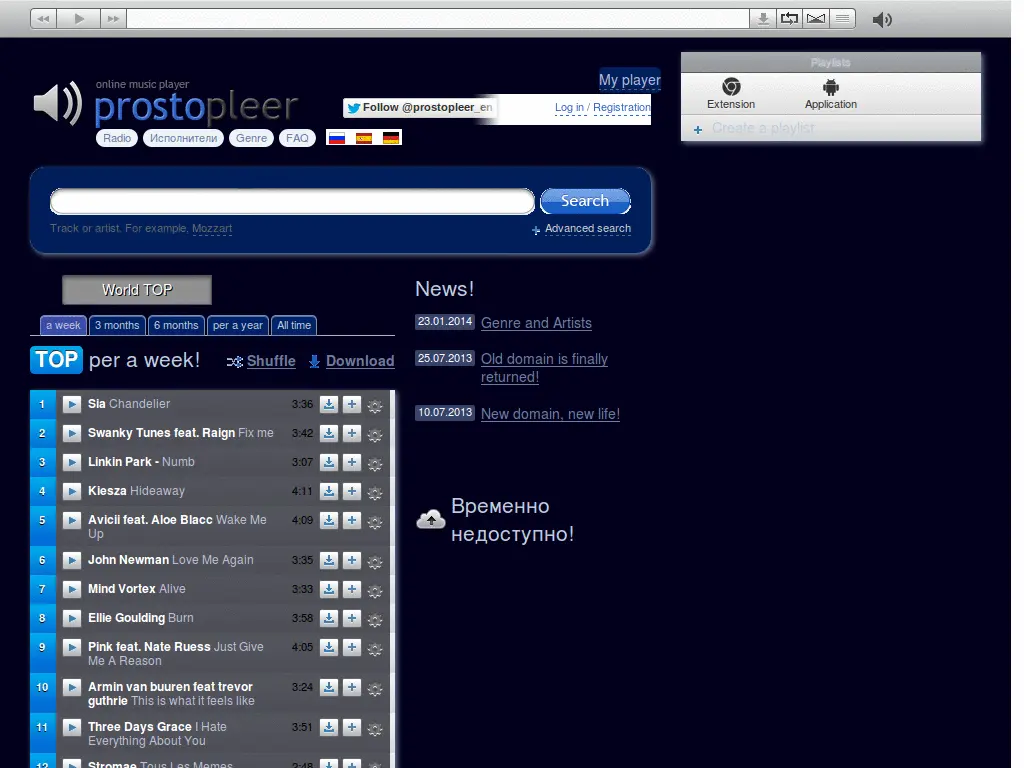 online music player
prostopleer
Radio
Исполнители
Genre
FAQ
Follow @prostopleer_en
My player
Log in / Registration
Playlists
Extension
Application
Create a playlist
Search
Track or artist. For example, Mozzart
Advanced search
World TOP
a week
3 months
6 months
per a year
All time
TOP per a week!
Shuffle
Download
1 Sia Chandelier 3:36
2 Swanky Tunes feat. Raign Fix me 3:42
3 Linkin Park - Numb 3:07
4 Kiesza Hideaway 4:11
5 Avicii feat. Aloe Blacc Wake Me 4:09
Up
6 John Newman Love Me Again 3:35
7 Mind Vortex Alive 3:33
8 Ellie Goulding Burn 3:58
9 Pink feat. Nate Ruess Just Give 4:05
Me A Reason
10 Armin van buuren feat trevor 3:24
guthrie This is what it feels like
11 Three Days Grace I Hate 3:51
Everything About You
12 Stromae Tous Les Memes 2:48
News!
23.01.2014 Genre and Artists
25.07.2013 Old domain is finally
returned!
10.07.2013 New domain, new life!
Временно
недоступно!